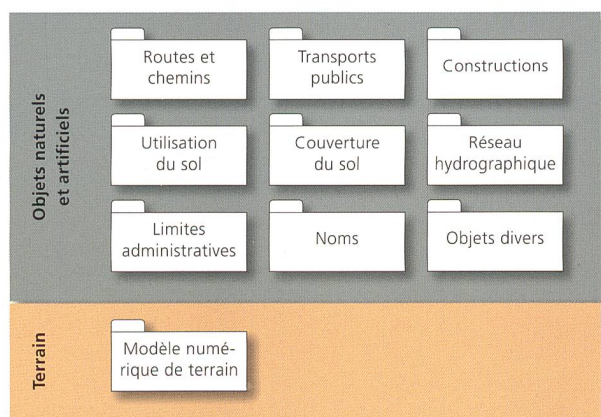 Objets naturels
et artificiels
Routes et
chemins
Transports
publics
Constructions
Utilisation
du sol
Couverture
du sol
Réseau
hydrographique
Limites
administratives
Noms
Objets divers
Terrain
Modèle numé-
rique de terrain